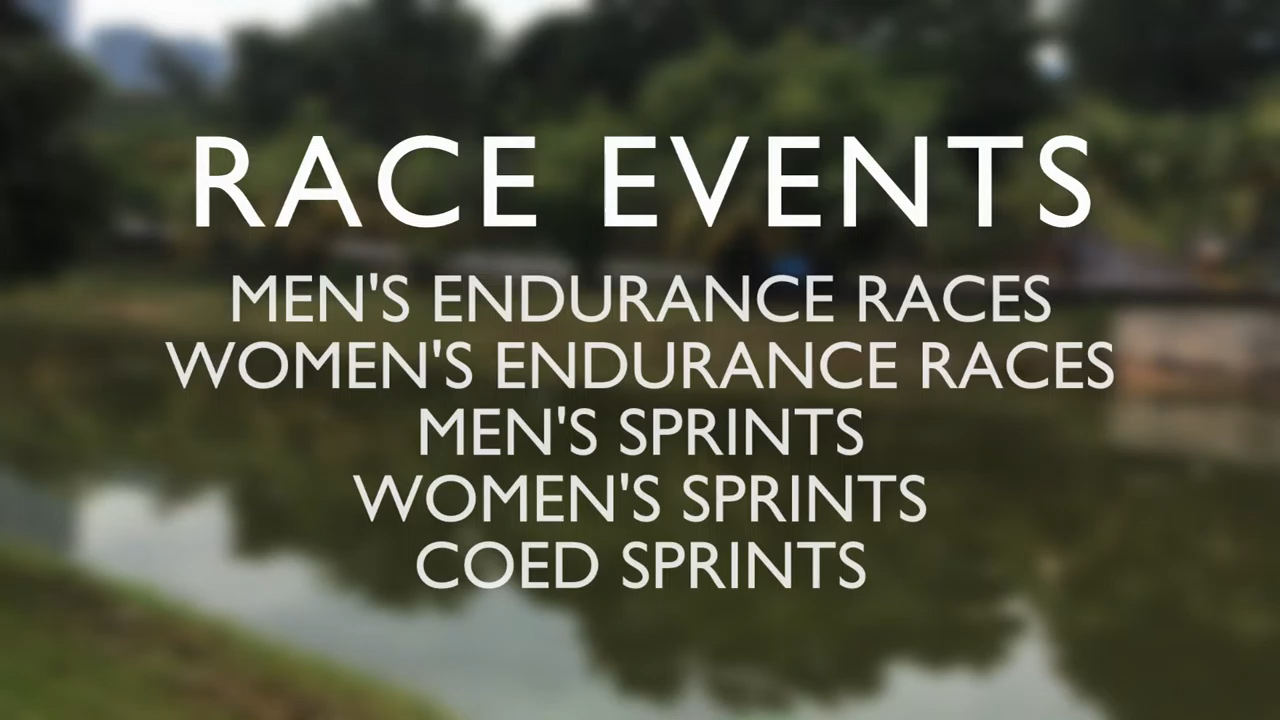 RACE EVENTS
MEN'S ENDURANCE RACES
WOMEN'S ENDURANCE RACES
MEN'S SPRINTS
WOMEN'S SPRINTS
COED SPRINTS